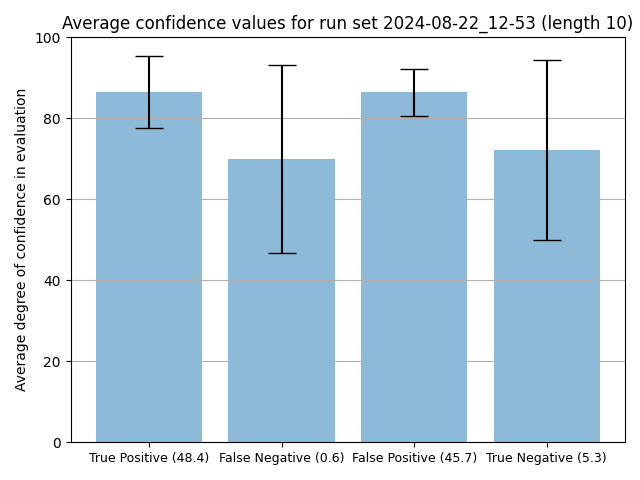 Average confidence values for run set 2024-08-22_12-53 (length 10)
Average degree of confidence in evaluation
100
80
60
40
20
0
True Positive (48.4) False Negative (0.6) False Positive (45.7) True Negative (5.3)